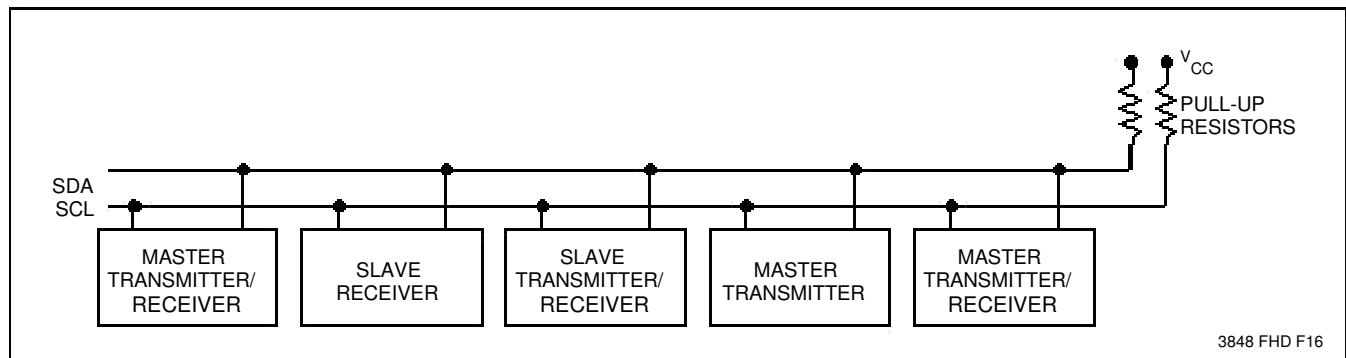 V
CC
PULL-UP
RESISTORS
SDA
SCL
MASTER
TRANSMITTER/
RECEIVER
SLAVE
RECEIVER
SLAVE
TRANSMITTER/
RECEIVER
MASTER
TRANSMITTER
MASTER
TRANSMITTER/
RECEIVER
3848 FHD F16